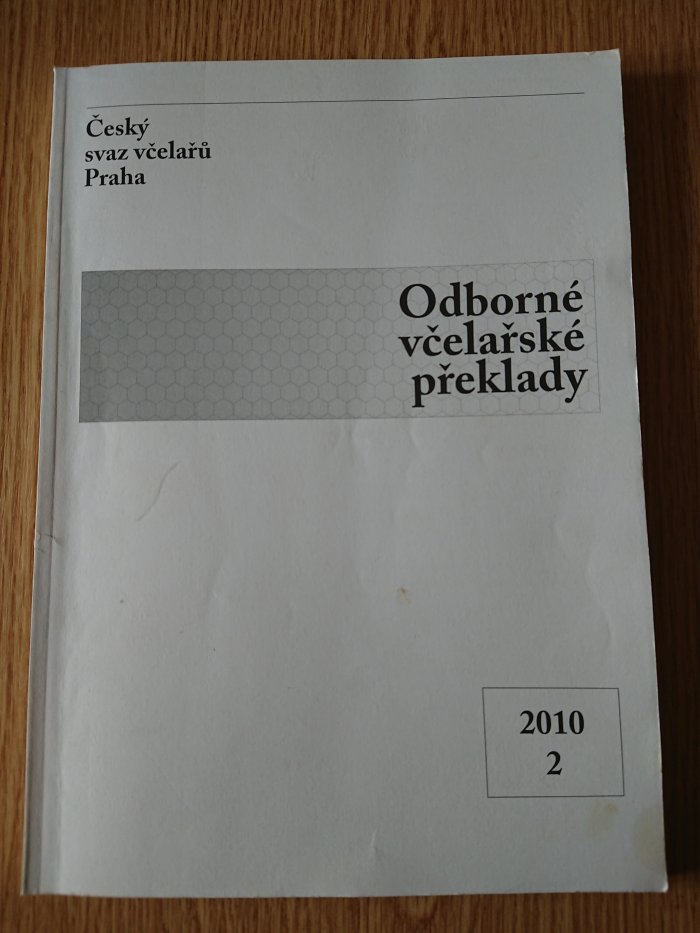 Český
svaz včelařů
Praha
Odborné
včelařské
překlady
2010
2